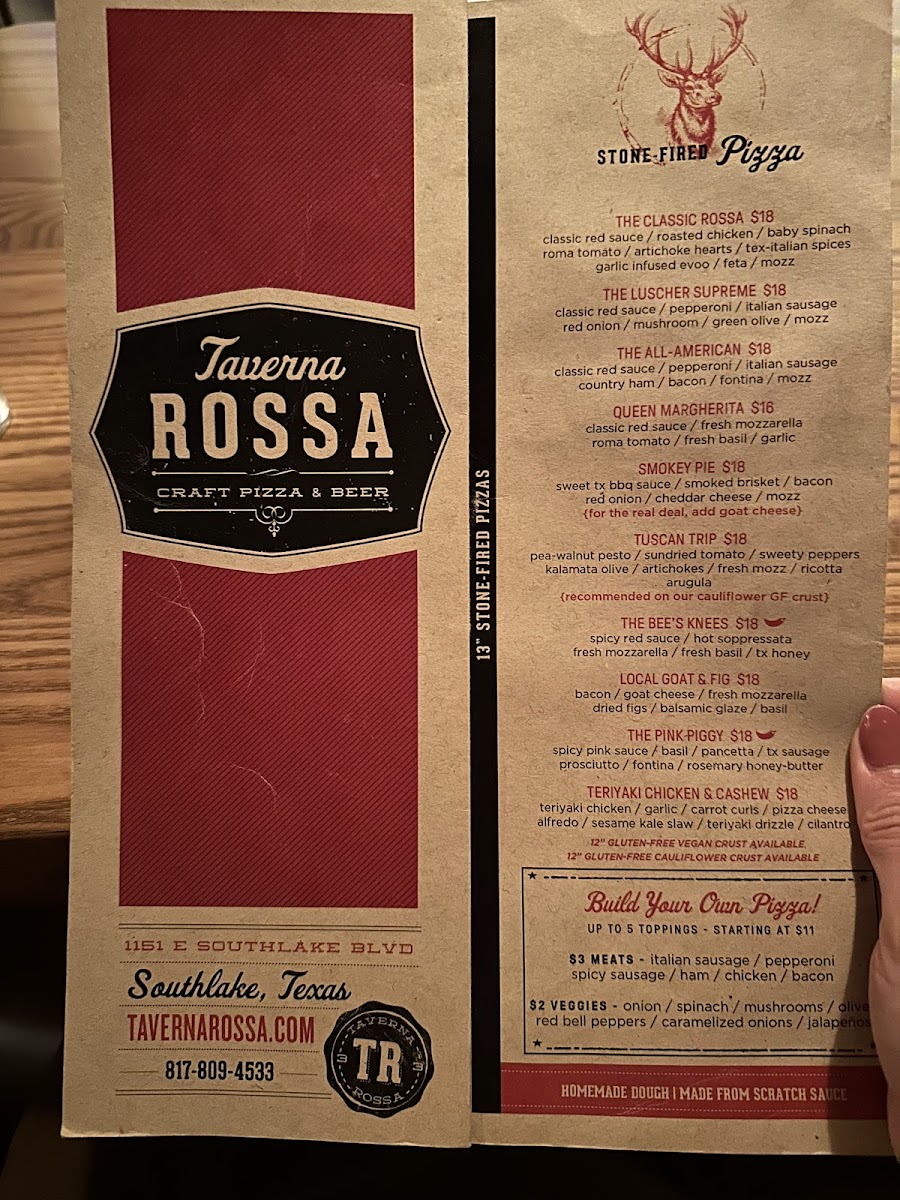 Taverna
ROSSA
CRAFT PIZZA & BEER
1151 E SOUTHLAKE BLVD
Southlake, Texas
TAVERNAROSSA.COM
817-809-4533
TAVERNA
TR
ROSSA
13" STONE-FIRED PIZZAS
STONE-FIRED Pizza
THE CLASSIC ROSSA $18
classic red sauce / roasted chicken / baby spinach
roma tomato / artichoke hearts / tex-italian spices
garlic infused evoo / feta / mozz
THE LUSCHER SUPREME $18
classic red sauce / pepperoni / italian sausage
red onion / mushroom / green olive / mozz
THE ALL-AMERICAN $18
classic red sauce / pepperoni / italian sausage
country ham / bacon / fontina / mozz
QUEEN MARGHERITA $16
classic red sauce / fresh mozzarella
roma tomato / fresh basil / garlic
SMOKEY PIE $18
sweet tx bbq sauce / smoked brisket / bacon
red onion / cheddar cheese / mozz
{for the real deal, add goat cheese}
TUSCAN TRIP $18
pea-walnut pesto / sundried tomato / sweety peppers
kalamata olive / artichokes / fresh mozz / ricotta
arugula
{recommended on our cauliflower GF crust}
THE BEE'S KNEES $18
spicy red sauce / hot soppressata
fresh mozzarella / fresh basil / tx honey
LOCAL GOAT & FIG $18
bacon / goat cheese / fresh mozzarella
dried figs / balsamic glaze / basil
THE PINK PIGGY $18
spicy pink sauce / basil / pancetta / tx sausage
prosciutto / fontina / rosemary honey-butter
TERIYAKI CHICKEN & CASHEW $18
teriyaki chicken / garlic / carrot curls / pizza cheese
alfredo / sesame kale slaw / teriyaki drizzle / cilantro
12" GLUTEN-FREE VEGAN CRUST AVAILABLE
12" GLUTEN-FREE CAULIFLOWER CRUST AVAILABLE
Build Your Own Pizza!
UP TO 5 TOPPINGS - STARTING AT $11
$3 MEATS - italian sausage / pepperoni
spicy sausage / ham / chicken / bacon
$2 VEGGIES - onion / spinach / mushrooms / olive
red bell peppers / caramelized onions / jalapeños
HOMEMADE DOUGH | MADE FROM SCRATCH SAUCE